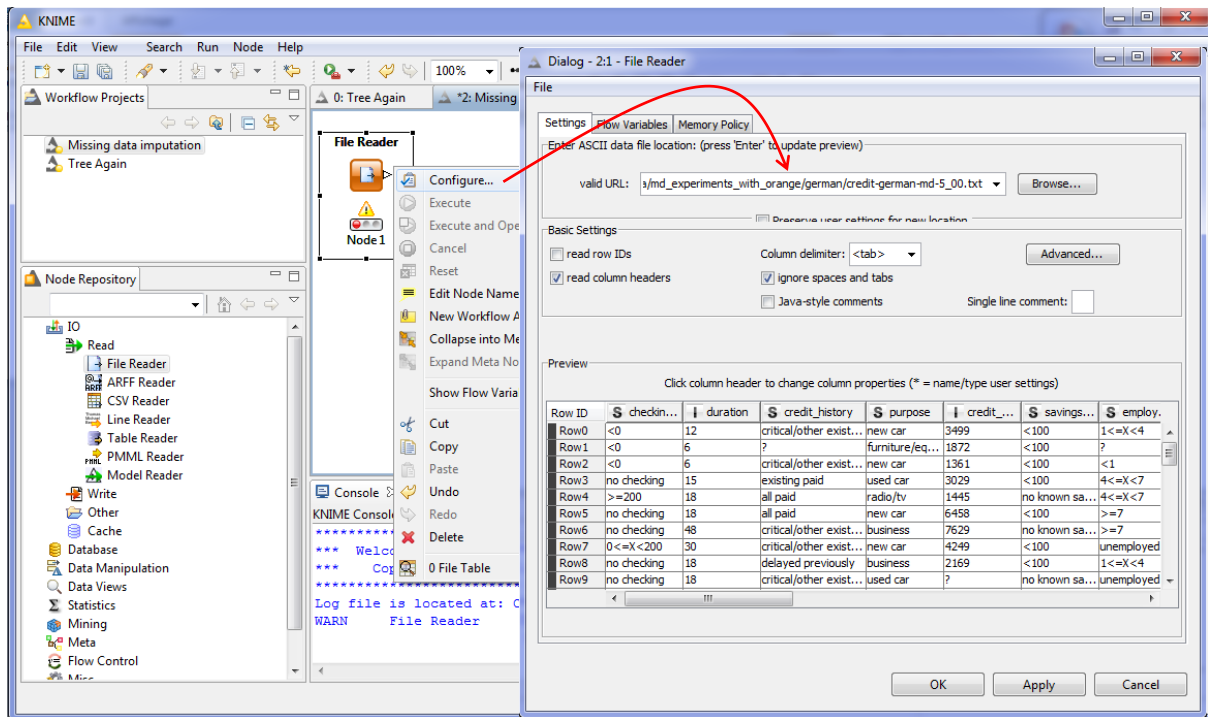 KNIME
File Edit View Search Run Node Help
100%
Workflow Projects
Missing data imputation
Tree Again
0: Tree Again
*2: Missing
File Reader
Node 1
Configure...
Execute
Execute and Ope
Cancel
Reset
Edit Node Name
New Workflow A
Collapse into Me
Expand Meta No
Show Flow Varia
Cut
Copy
Paste
Undo
Redo
Delete
0 File Table
Node Repository
IO
Read
File Reader
ARFF Reader
CSV Reader
Line Reader
Table Reader
PMML Reader
Model Reader
Write
Other
Cache
Database
Data Manipulation
Data Views
Statistics
Mining
Meta
Flow Control
Misc
Console
KNIME Consol
***********
*** Welco
*** Cop
Log file is located at: C
WARN File Reader
Dialog - 2:1 - File Reader
File
Settings Flow Variables Memory Policy
Enter ASCII data file location: (press 'Enter' to update preview)
valid URL: a/md_experiments_with_orange/german/credit-german-md-5_00.txt Browse...
Preserve user settings for new location
Basic Settings
read row IDs Column delimiter: <tab> Advanced...
read column headers ignore spaces and tabs
Java-style comments Single line comment:
Preview
Click column header to change column properties (* = name/type user settings)
Row ID S checkin... I duration S credit_history S purpose I credit_... S savings... S employ.
Row0 <0 12 critical/other exist... new car 3499 <100 1<=X<4
Row1 <0 6 ? furniture/eq... 1872 <100 ?
Row2 <0 6 critical/other exist... new car 1361 <100 <1
Row3 no checking 15 existing paid used car 3029 <100 4<=X<7
Row4 >=200 18 all paid radio/tv 1445 no known sa... 4<=X<7
Row5 no checking 18 all paid new car 6458 <100 >=7
Row6 no checking 48 critical/other exist... business 7629 no known sa... >=7
Row7 0<=X<200 30 critical/other exist... new car 4249 <100 unemployed
Row8 no checking 18 delayed previously business 2169 <100 1<=X<4
Row9 no checking 18 critical/other exist... used car ? no known sa... unemployed
OK Apply Cancel